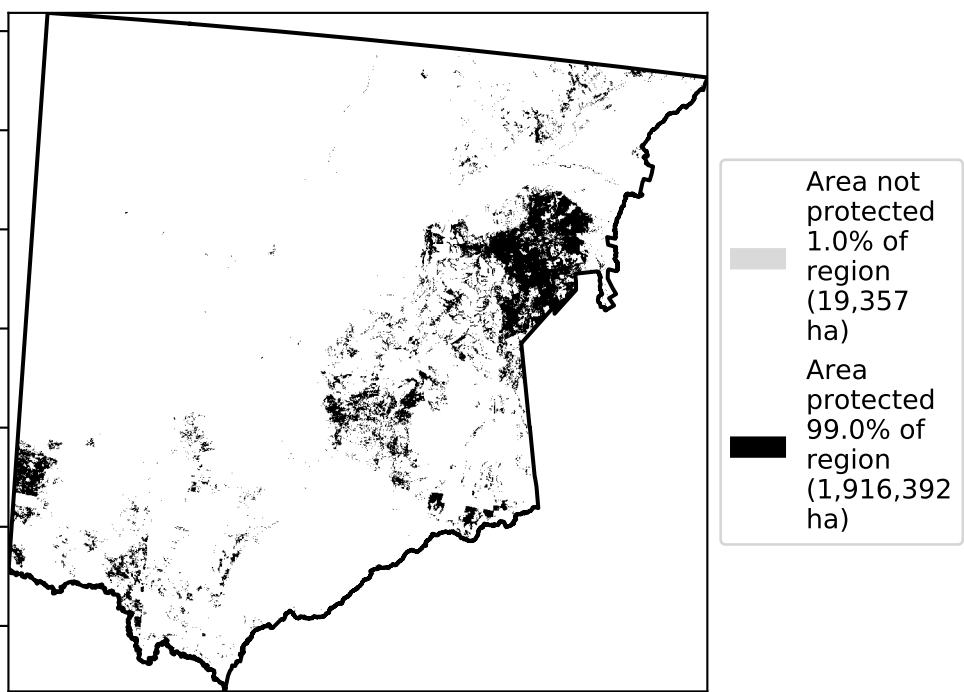 Area not
protected
1.0% of
region
(19,357
ha)
Area
protected
99.0% of
region
(1,916,392
ha)